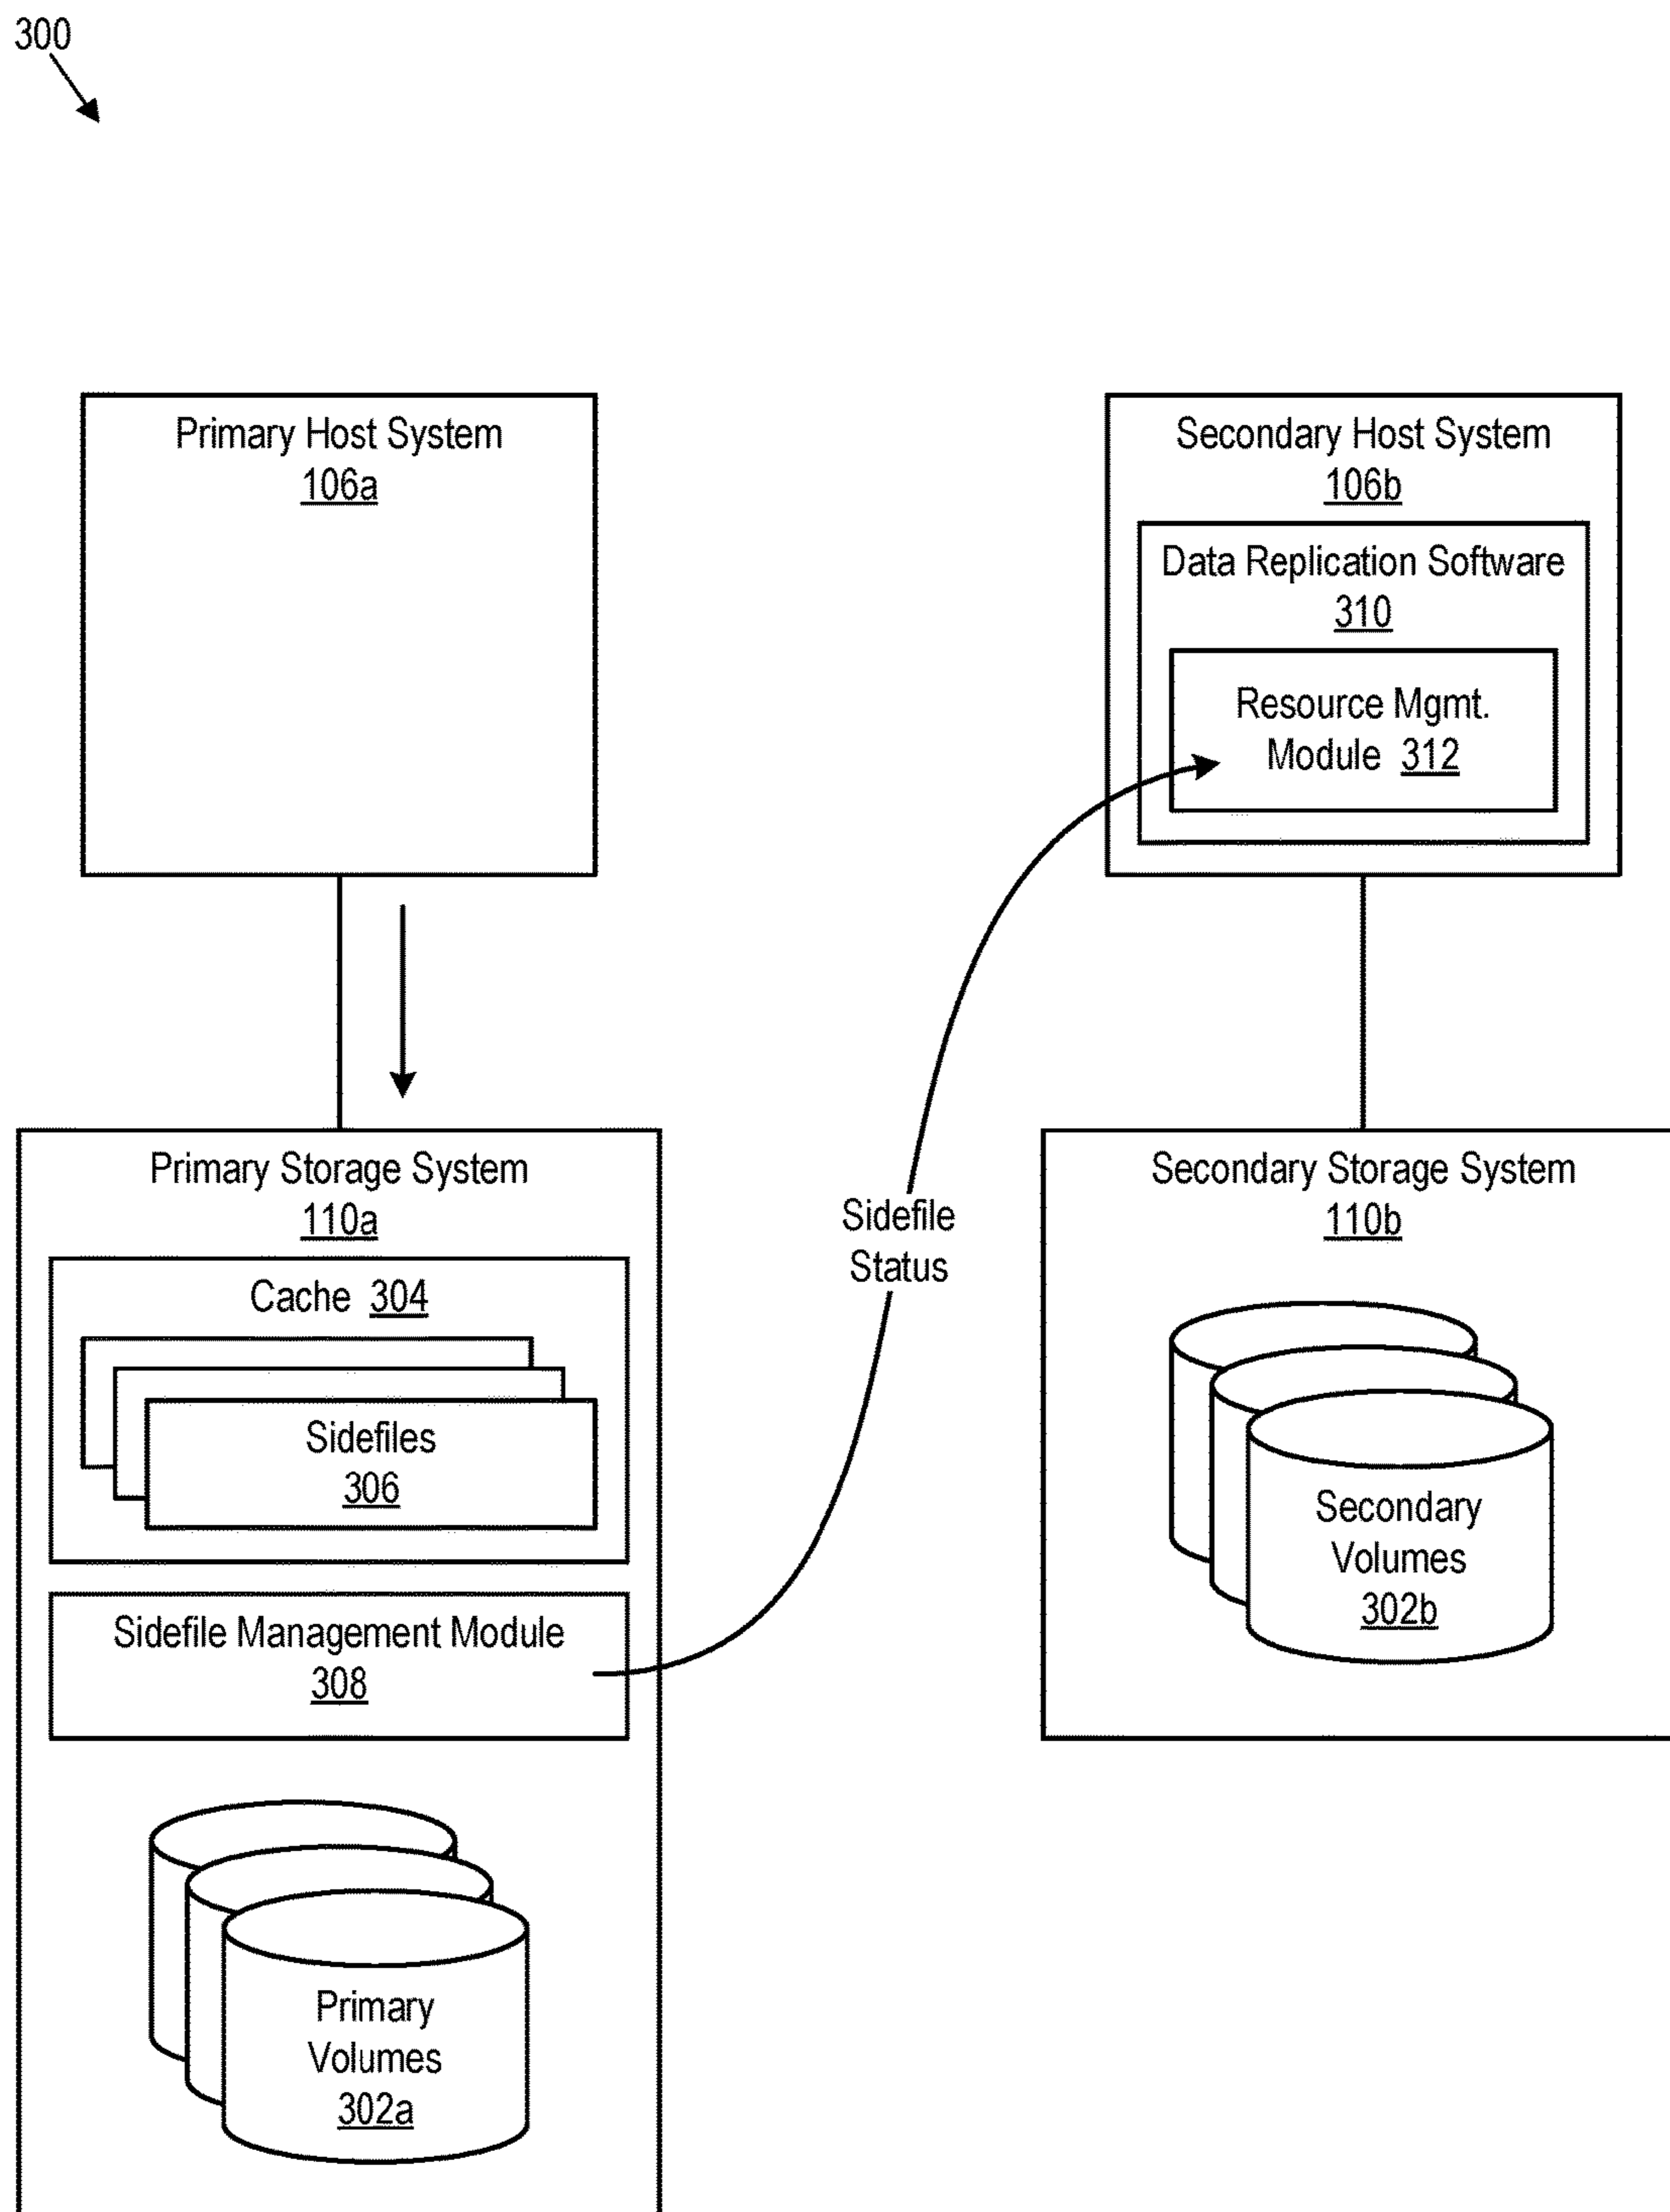 300
Primary Host System
106a
Secondary Host System
106b
Data Replication Software
310
Resource Mgmt.
Module 312
Primary Storage System
110a
Cache 304
Sidefiles
306
Sidefile Management Module
308
Primary
Volumes
302a
Sidefile
Status
Secondary Storage System
110b
Secondary
Volumes
302b